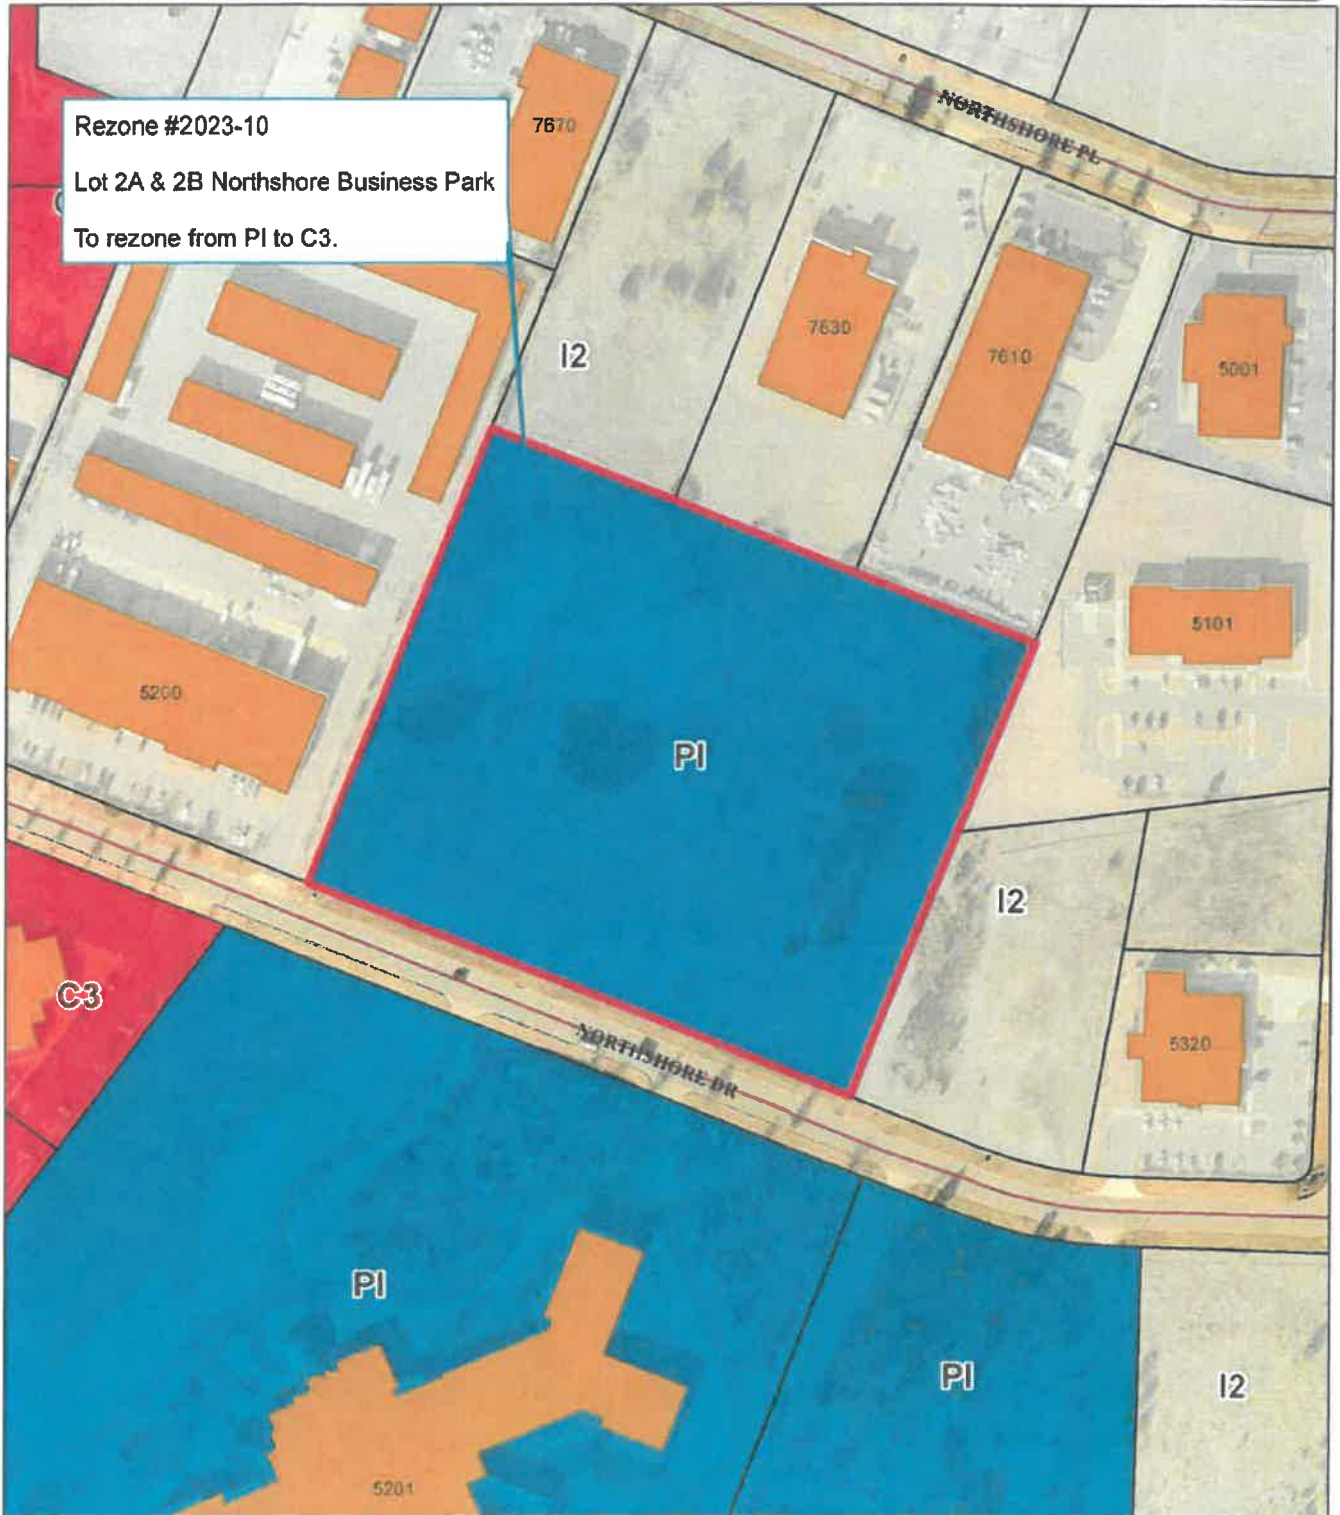 Rezone #2023-10
Lot 2A & 2B Northshore Business Park
To rezone from PI to C3.
7670
NORTHSHORE PL
7630
7610
5001
I2
5101
5200
PI
I2
C3
NORTHSHORE DR
5320
PI
PI
I2
5201